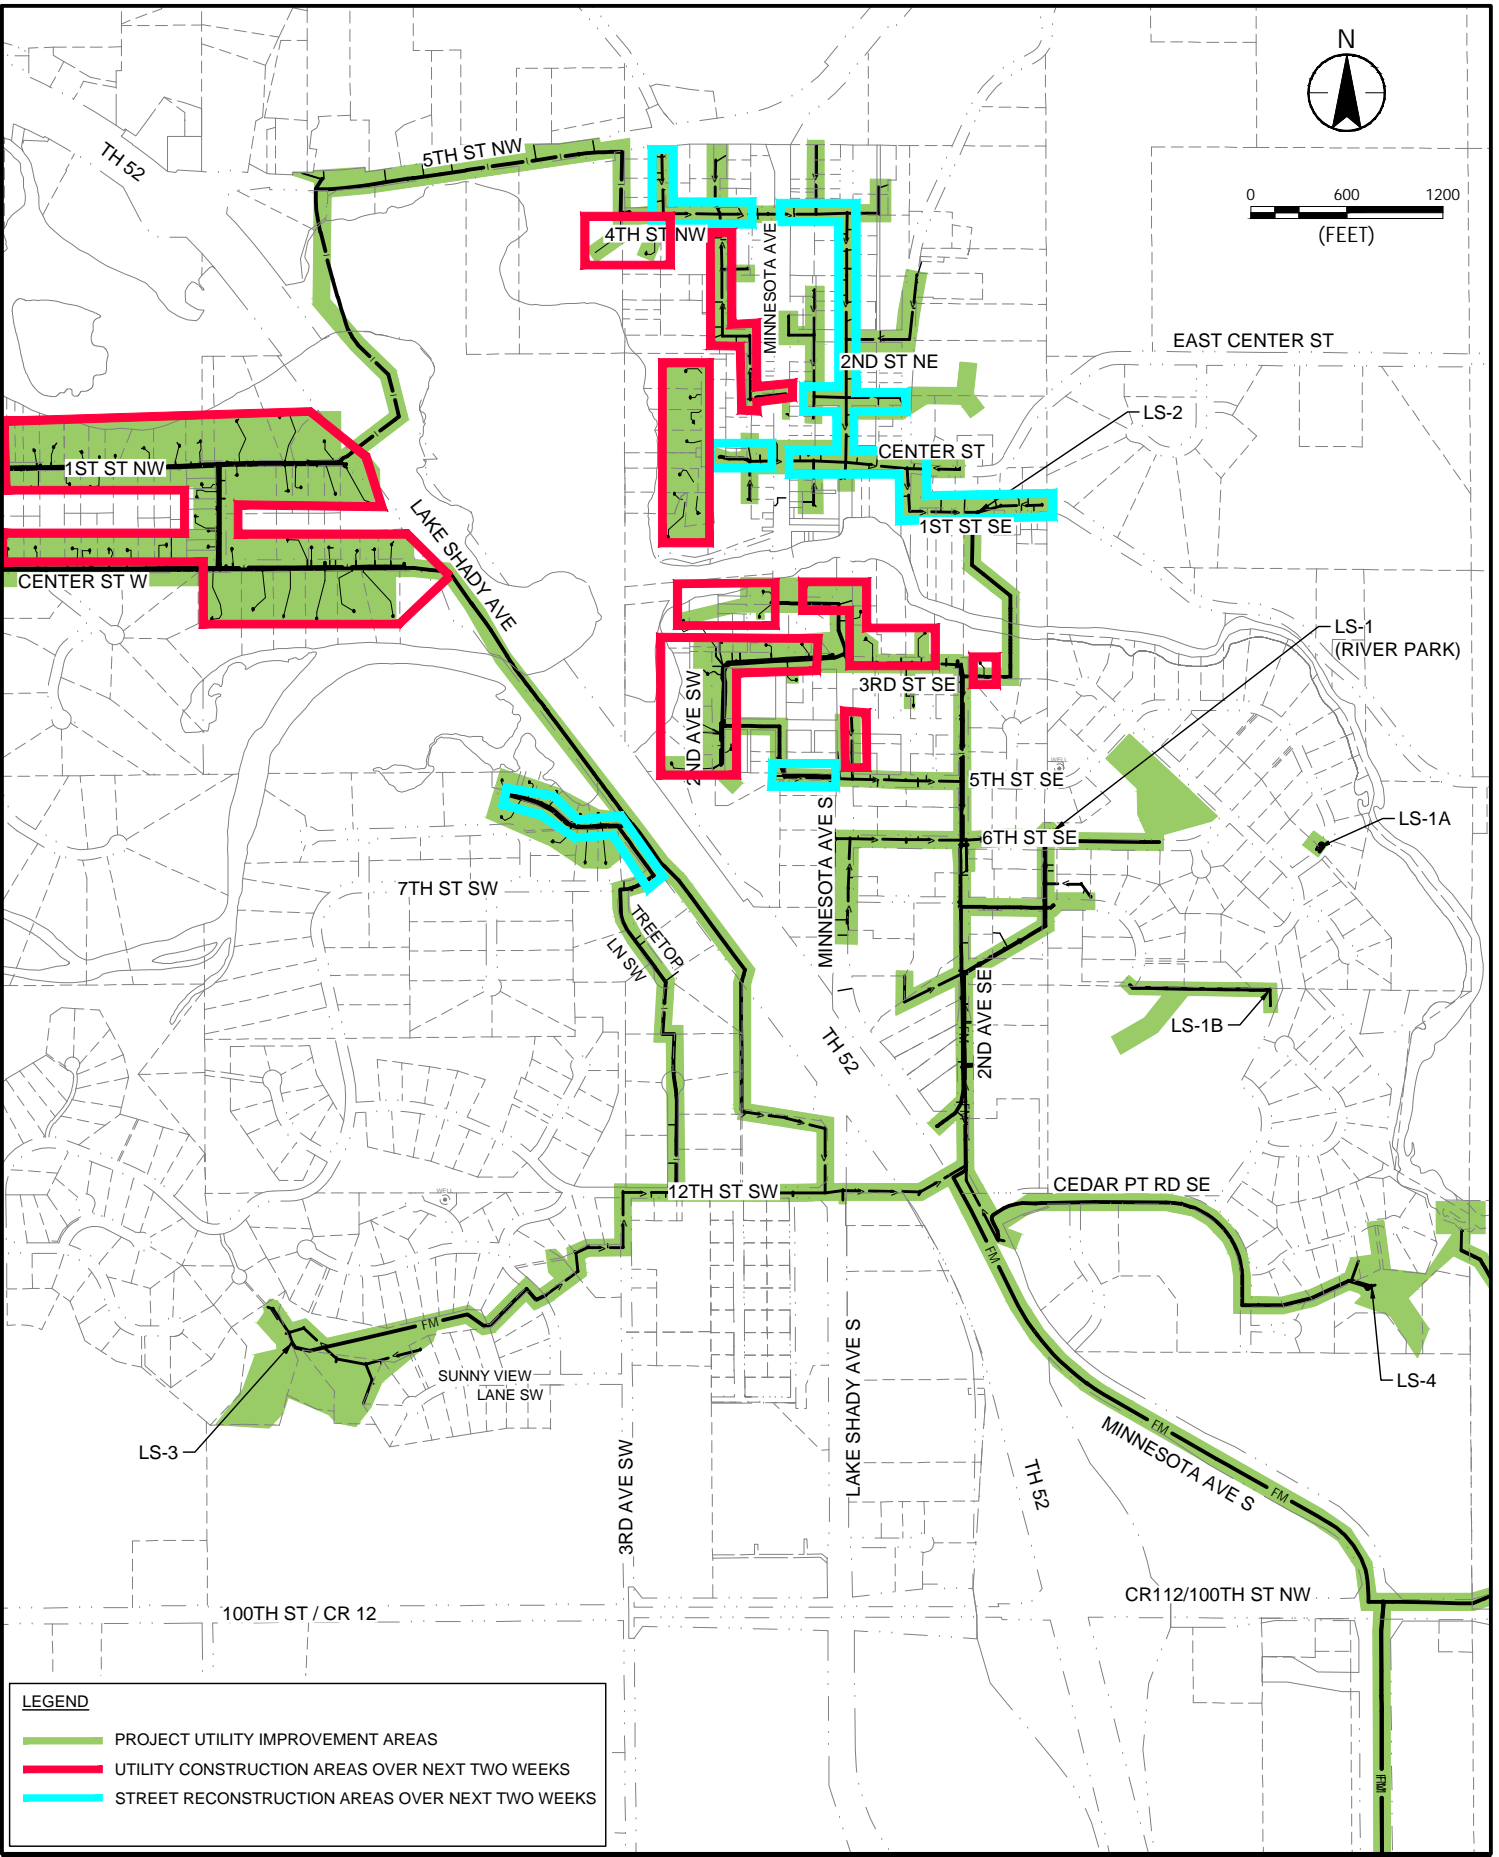 N
0 600 1200
(FEET)
TH 52
5TH ST NW
4TH ST NW
MINNESOTA AVE
EAST CENTER ST
2ND ST NE
LS-2
CENTER ST
1ST ST NW
LAKE SHADY AVE
1ST ST SE
CENTER ST W
LS-1
(RIVER PARK)
3RD ST SE
2ND AVE SW
WELL
5TH ST SE
MINNESOTA AVE S
6TH ST SE
LS-1A
7TH ST SW
TREETOP
LN SW
2ND AVE SE
LS-1B
TH 52
FM
FM
WELL
12TH ST SW
CEDAR PT RD SE
FM
FM
LAKE SHADY AVE S
SUNNY VIEW
LANE SW
LS-4
LS-3
FM
MINNESOTA AVE S
3RD AVE SW
TH 52
FM
CR112/100TH ST NW
100TH ST / CR 12
FM
LEGEND
PROJECT UTILITY IMPROVEMENT AREAS
UTILITY CONSTRUCTION AREAS OVER NEXT TWO WEEKS
STREET RECONSTRUCTION AREAS OVER NEXT TWO WEEKS